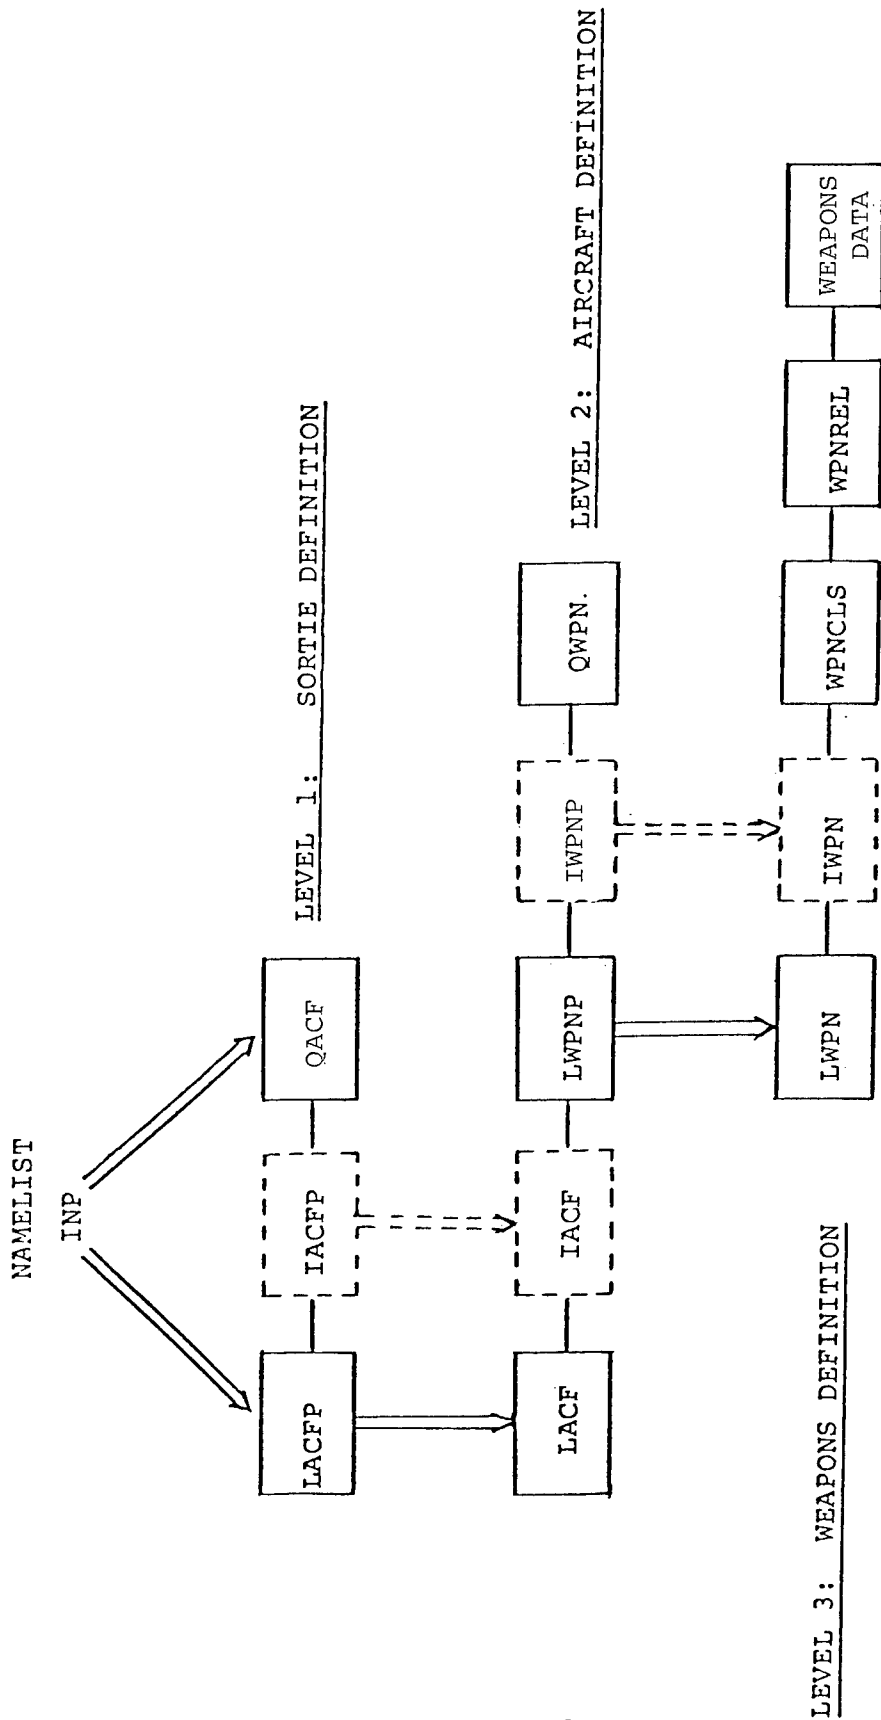 NAMELIST
INP
LACFP
IACFP
QACF
LEVEL 1: SORTIE DEFINITION
LACF
IACF
LWPNP
IWPNP
QWPN.
LEVEL 2: AIRCRAFT DEFINITION
LEVEL 3: WEAPONS DEFINITION
LWPN
IWPN
WPNCLS
WPNREL
WEAPONS
DATA